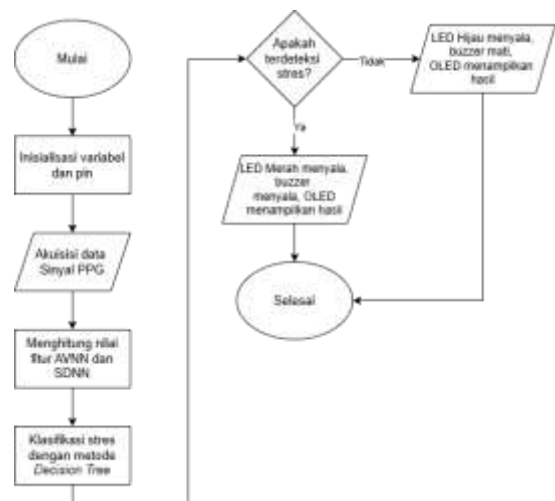 Mulai
Inisialisasi variabel
dan pin
Akuisisi data
Sinyal PPG
Menghitung nilai
fitur AVNN dan
SDNN
Klasifikasi stres
dengan metode
Decision Tree
Apakah
terdeteksi
stres?
Tidak
LED Hijau menyala,
buzzer mati,
OLED menampilkan
hasil
Ya
LED Merah menyala,
buzzer
menyala, OLED
menampilkan hasil
Selesai